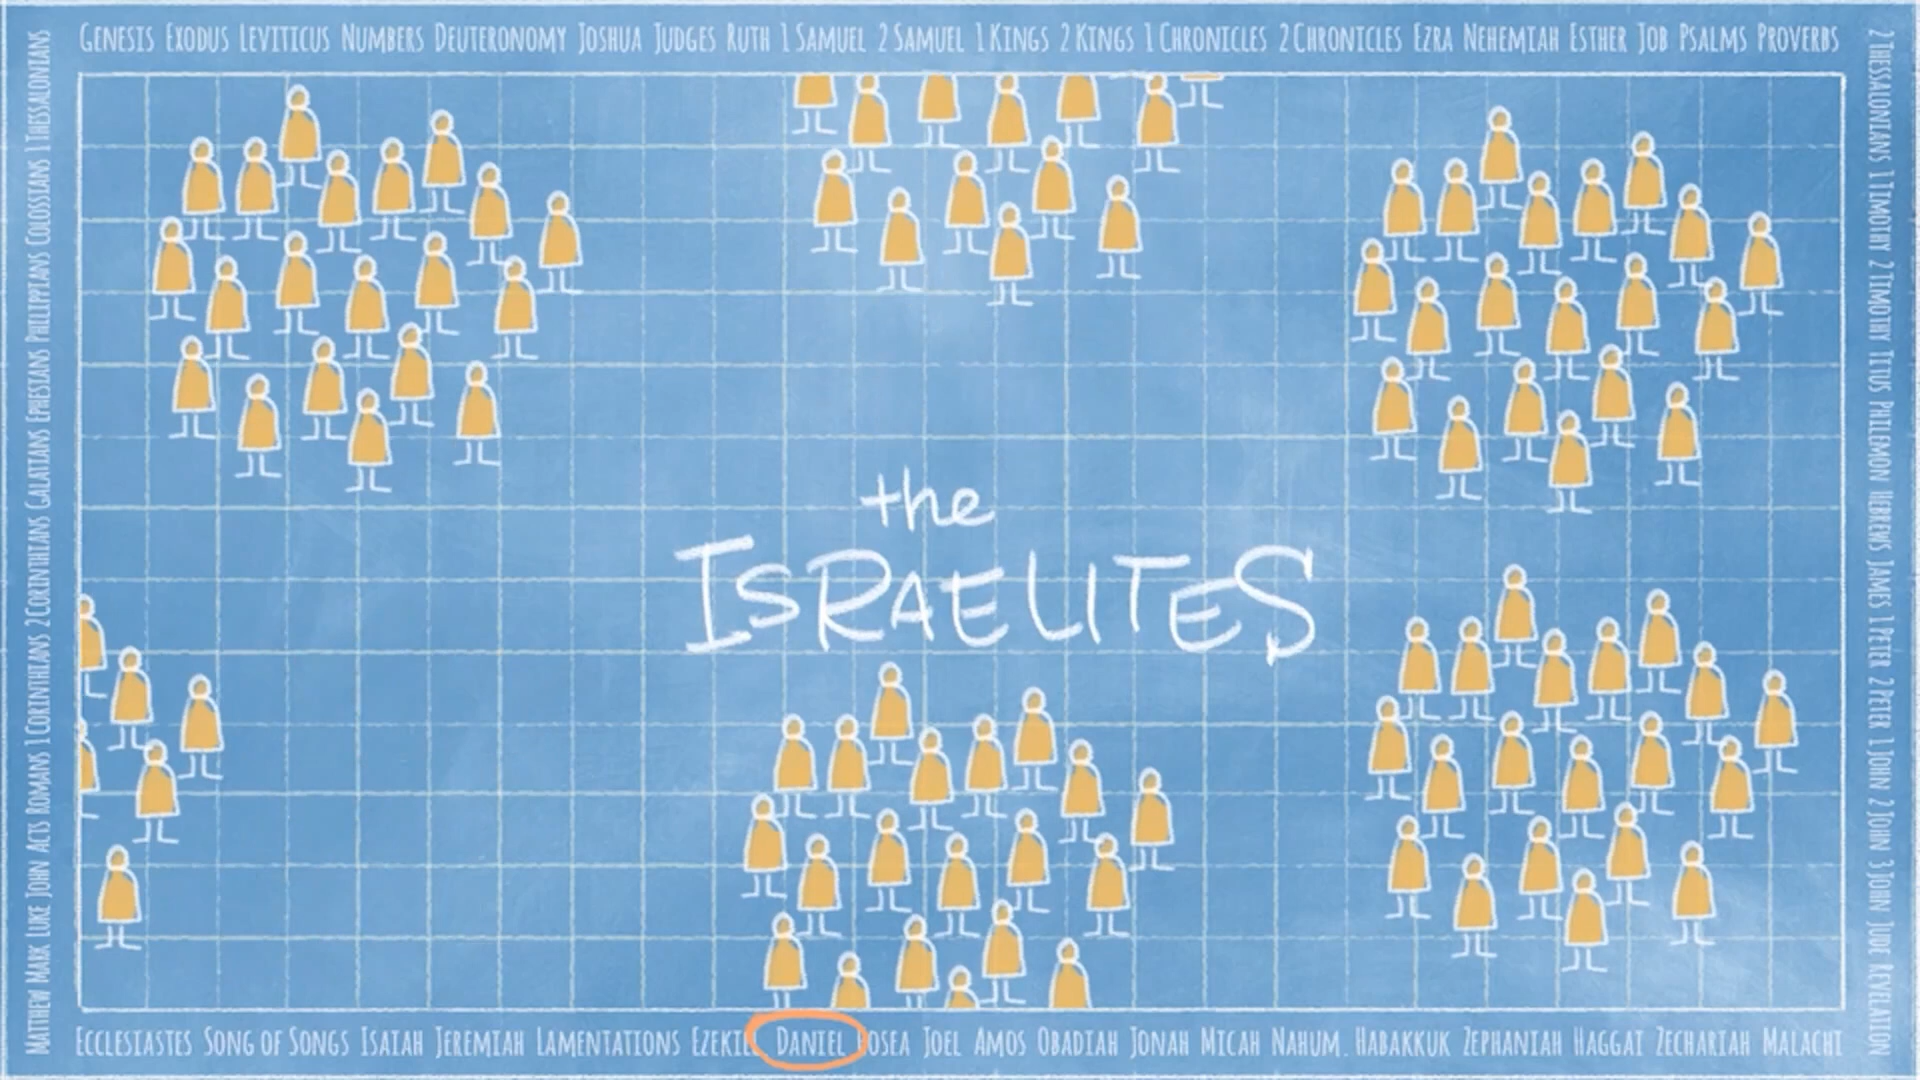 GENESIS EXODUS LEVITICUS NUMBERS DEUTERONOMY JOSHUA JUDGES RUTH 1 SAMUEL 2 SAMUEL 1 KINGS 2 KINGS 1 CHRONICLES 2 CHRONICLES EZRA NEHEMIAH ESTHER JOB PSALMS PROVERBS
MATTHEW MARK LUKE JOHN ACTS ROMANS 1 CORINTHIANS 2 CORINTHIANS GALATIANS EPHESIANS PHILIPPIANS COLOSSIANS 1 THESSALONIANS
the
ISRAELITES
2 THESSALONIANS 1 TIMOTHY 2 TIMOTHY TITUS PHILEMON HEBREWS JAMES 1 PETER 2 PETER 1 JOHN 2 JOHN 3 JOHN JUDE REVELATION
ECCLESIASTES SONG OF SONGS ISAIAH JEREMIAH LAMENTATIONS EZEKIEL DANIEL HOSEA JOEL AMOS OBADIAH JONAH MICAH NAHUM. HABAKKUK ZEPHANIAH HAGGAI ZECHARIAH MALACHI